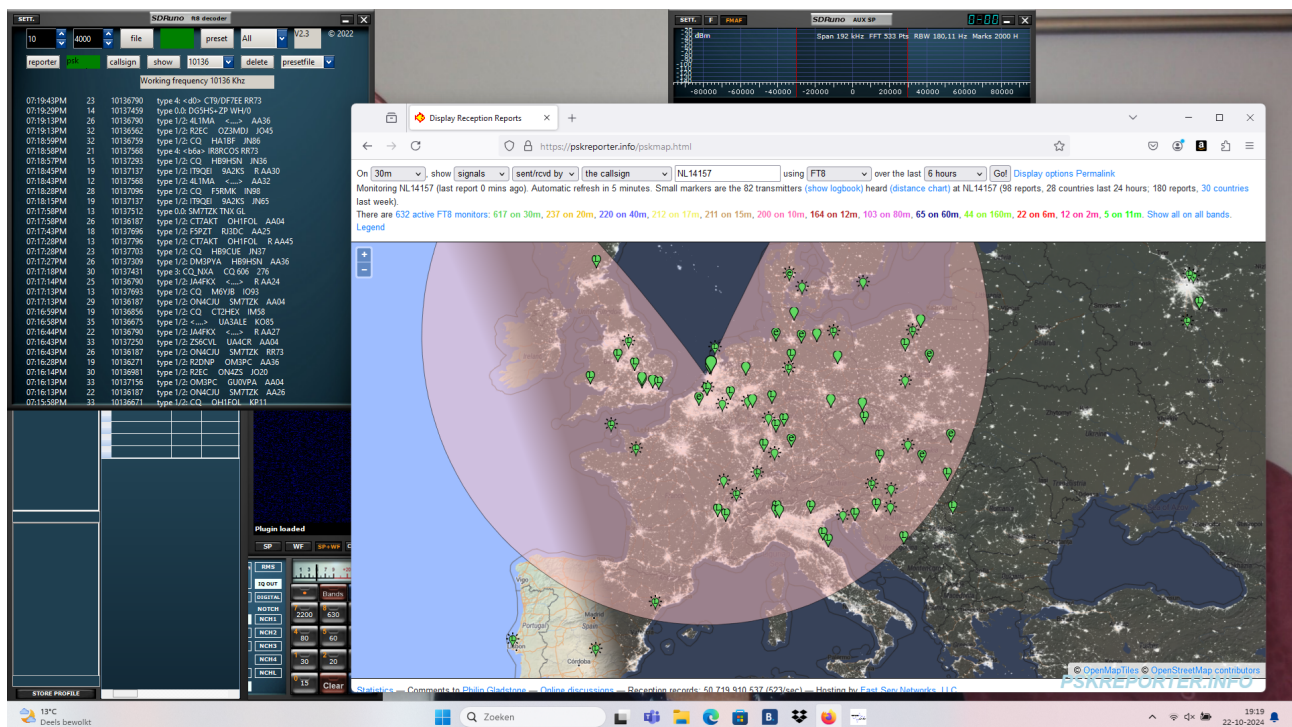 SETT.
SDRuno ft8 decoder
10
4000
file
preset
All
V2.3
© 2022
reporter
psk
callsign
show
10136
delete
presetfile
Working frequency 10136 Khz
07:19:43PM 23 10136790 type 4: <d0> CT9/DF7EE RR73
07:19:29PM 14 10137459 type 0.0: DG5HS+ZP WH/0
07:19:13PM 26 10136790 type 1/2: 4L1MA <....> AA36
07:19:13PM 32 10136562 type 1/2: R2EC OZ3MDJ JO45
07:18:59PM 32 10136759 type 1/2: CQ HA1BF JN86
07:18:58PM 21 10137568 type 4: <b6a> IR8RCOS RR73
07:18:57PM 15 10137293 type 1/2: CQ HB9HSN JN36
07:18:57PM 19 10137137 type 1/2: IT9QEI 9A2KS R AA30
07:18:43PM 12 10137568 type 1/2: 4L1MA <....> AA32
07:18:28PM 28 10137096 type 1/2: CQ F5RMK IN98
07:18:15PM 19 10137137 type 1/2: IT9QEI 9A2KS JN65
07:17:58PM 13 10137512 type 0.0: SM7TZK TNX GL
07:17:58PM 26 10136187 type 1/2: CT7AKT OH1FOL AA04
07:17:43PM 18 10137696 type 1/2: F5PZT RJ3DC AA25
07:17:28PM 13 10137796 type 1/2: CT7AKT OH1FOL R AA45
07:17:28PM 23 10137703 type 1/2: CQ HB9CUE JN37
07:17:27PM 26 10137309 type 1/2: DM3PYA HB9HSN AA36
07:17:18PM 30 10137431 type 3: CQ_NXA CQ 606 276
07:17:14PM 25 10136790 type 1/2: JA4FKX <....> R AA24
07:17:13PM 13 10137693 type 1/2: CQ M6YJB IO93
07:17:13PM 29 10136187 type 1/2: ON4CJU SM7TZK AA04
07:16:59PM 19 10136856 type 1/2: CQ CT2HEX IM58
07:16:58PM 35 10136675 type 1/2: <....> UA3ALE KO85
07:16:44PM 22 10136790 type 1/2: JA4FKX <....> R AA27
07:16:43PM 33 10137250 type 1/2: ZS6CVL UA4CR AA04
07:16:43PM 26 10136187 type 1/2: ON4CJU SM7TZK RR73
07:16:28PM 19 10136271 type 1/2: R2DNP OM3PC AA36
07:16:14PM 30 10136981 type 1/2: R2EC ON4ZS JO20
07:16:13PM 33 10137156 type 1/2: OM3PC GU0VPA AA04
07:16:13PM 22 10136187 type 1/2: ON4CJU SM7TZK AA26
07:15:58PM 33 10136671 type 1/2: CQ OH1FOL KP11
SETT. F FMAF
SDRuno AUX SP
0-00
dBm
Span 192 kHz FFT 533 Pts RBW 180,11 Hz Marks 2000 H
-80000 -60000 -40000 -20000 0 20000 40000 60000 80000
Display Reception Reports
https://pskreporter.info/pskmap.html
On 30m , show signals sent/rcvd by the callsign NL14157 using FT8 over the last 6 hours Go! Display options Permalink
Monitoring NL14157 (last report 0 mins ago). Automatic refresh in 5 minutes. Small markers are the 82 transmitters (show logbook) heard (distance chart) at NL14157 (98 reports, 28 countries last 24 hours; 180 reports, 30 countries
last week).
There are 632 active FT8 monitors: 617 on 30m, 237 on 20m, 220 on 40m, 212 on 17m, 211 on 15m, 200 on 10m, 164 on 12m, 103 on 80m, 65 on 60m, 44 on 160m, 22 on 6m, 12 on 2m, 5 on 11m. Show all on all bands.
Legend
Vigo
Portugal
Madrid
Spain
Lisbon
Córdoba
© OpenMapTiles © OpenStreetMap contributors
PSKREPORTER.INFO
Statistics — Comments to Philip Gladstone — Online discussions — Reception records: 50,719,910,537 (523/sec) — Hosting by East Serv Networks, LLC
Plugin loaded
SP WF SP+WF
RMS
IQ OUT
DIGITAL
NOTCH
NCH1
NCH2
NCH3
NCH4
NCHL
Bands
2200 630
80 60
30 20
15 Clear
STORE PROFILE
13°C
Deels bewolkt
Zoeken
19:19
22-10-2024